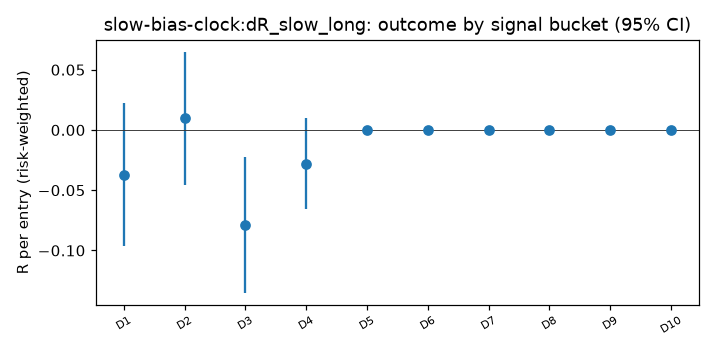 slow-bias-clock:dR_slow_long: outcome by signal bucket (95% CI)
R per entry (risk-weighted)
0.05
0.00
−0.05
−0.10
D1 D2 D3 D4 D5 D6 D7 D8 D9 D10